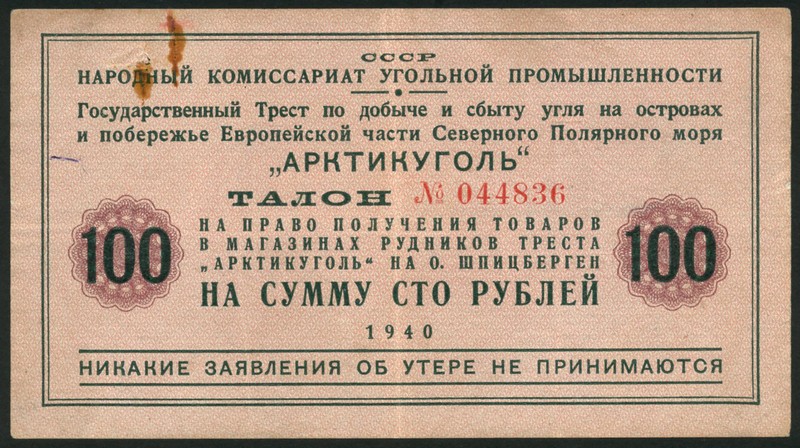 СССР
НАРОДНЫЙ КОМИССАРИАТ УГОЛЬНОЙ ПРОМЫШЛЕННОСТИ
Государственный Трест по добыче и сбыту угля на островах
и побережье Европейской части Северного Полярного моря
„АРКТИКУГОЛЬ“
ТАЛОН № 044836
НА ПРАВО ПОЛУЧЕНИЯ ТОВАРОВ
В МАГАЗИНАХ РУДНИКОВ ТРЕСТА
„АРКТИКУГОЛЬ“ НА О. ШПИЦБЕРГЕН
100
100
НА СУММУ СТО РУБЛЕЙ
1940
НИКАКИЕ ЗАЯВЛЕНИЯ ОБ УТЕРЕ НЕ ПРИНИМАЮТСЯ